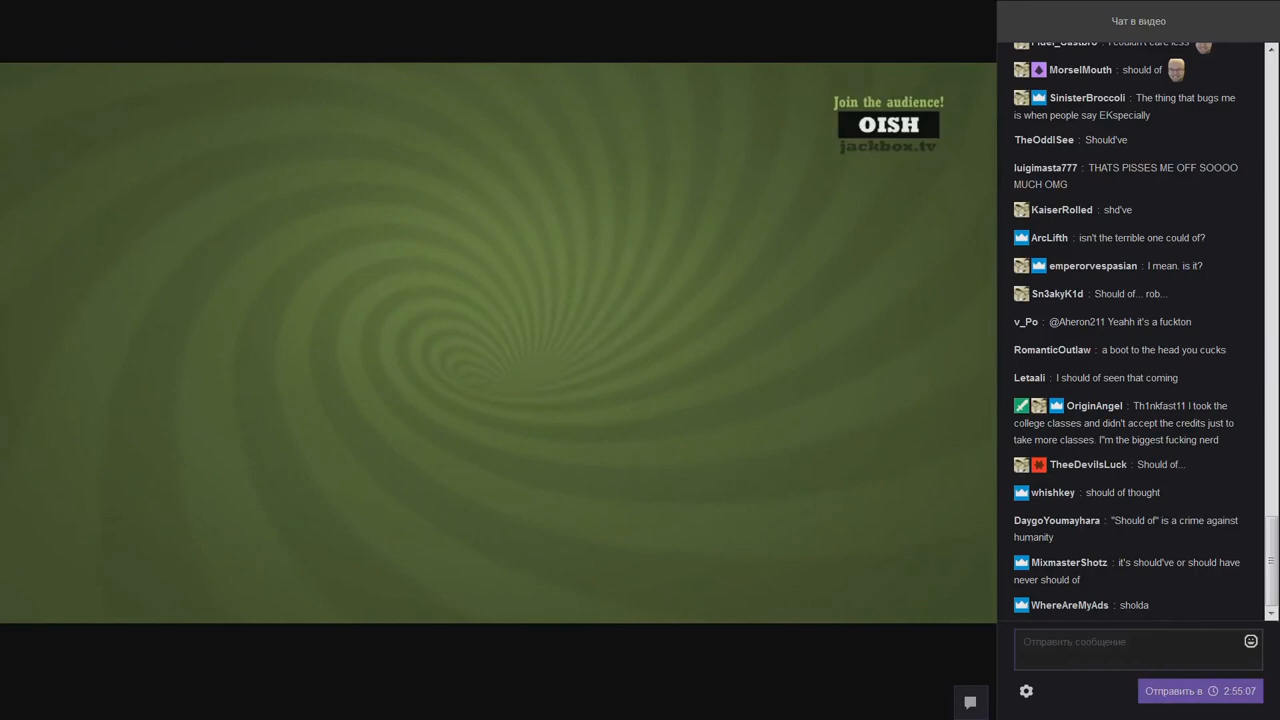 Join the audience!
OISH
jackbox.tv
Чат в видео
Fidel_Castbro : I couldn't care less
MorselMouth : should of
SinisterBroccoli : The thing that bugs me
is when people say EKspecially
TheOddISee : Should've
luigimasta777 : THATS PISSES ME OFF SOOOO
MUCH OMG
KaiserRolled : shd've
ArcLifth : isn't the terrible one could of?
emperorvespasian : I mean. is it?
Sn3akyK1d : Should of... rob...
v_Po : @Aheron211 Yeahh it's a fuckton
RomanticOutlaw : a boot to the head you cucks
Letaali : I should of seen that coming
OriginAngel : Th1nkfast11 I took the
college classes and didn't accept the credits just to
take more classes. I"m the biggest fucking nerd
TheeDevilsLuck : Should of...
whishkey : should of thought
DaygoYoumayhara : "Should of" is a crime against
humanity
MixmasterShotz : it's should've or should have
never should of
WhereAreMyAds : sholda
Отправить сообщение
Отправить в 2:55:07